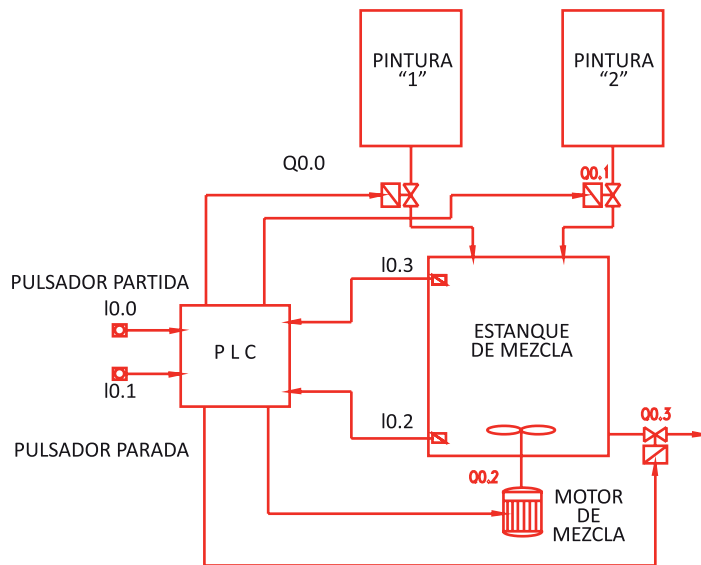 PINTURA
“1”
PINTURA
“2”
Q0.0
Q0.1
PULSADOR PARTIDA
I0.0
I0.3
P L C
ESTANQUE
DE MEZCLA
I0.1
I0.2
Q0.3
PULSADOR PARADA
Q0.2
MOTOR
DE
MEZCLA